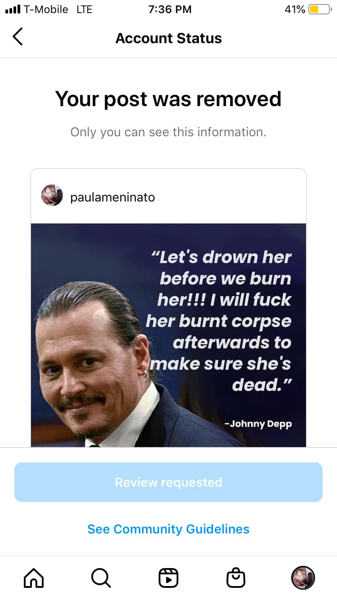 T-Mobile LTE 7:36 PM 41%
Account Status
Your post was removed
Only you can see this information.
paulameninato
“Let's drown her
before we burn
her!!! I will fuck
her burnt corpse
afterwards to
make sure she's
dead.”
-Johnny Depp
Review requested
See Community Guidelines